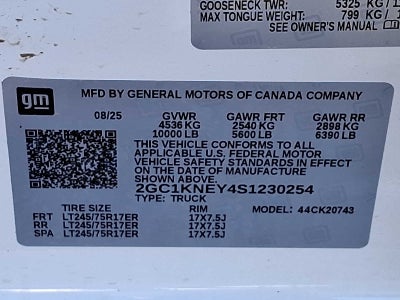 GOOSENECK TWR: 5325 KG / 1
MAX TONGUE WEIGHT: 799 KG / 1
SEE OWNER'S MANUAL
gm
MFD BY GENERAL MOTORS OF CANADA COMPANY
08/25 GVWR GAWR FRT GAWR RR
4536 KG 2540 KG 2898 KG
10000 LB 5600 LB 6390 LB
THIS VEHICLE CONFORMS TO ALL
APPLICABLE U.S. FEDERAL MOTOR
VEHICLE SAFETY STANDARDS IN EFFECT
ON THE DATE OF MANUFACTURE
SHOWN ABOVE.
2GC1KNEY4S1230254
TYPE: TRUCK MODEL: 44CK20743
TIRE SIZE RIM
FRT LT245/75R17ER 17X7.5J
RR LT245/75R17ER 17X7.5J
SPA LT245/75R17ER 17X7.5J